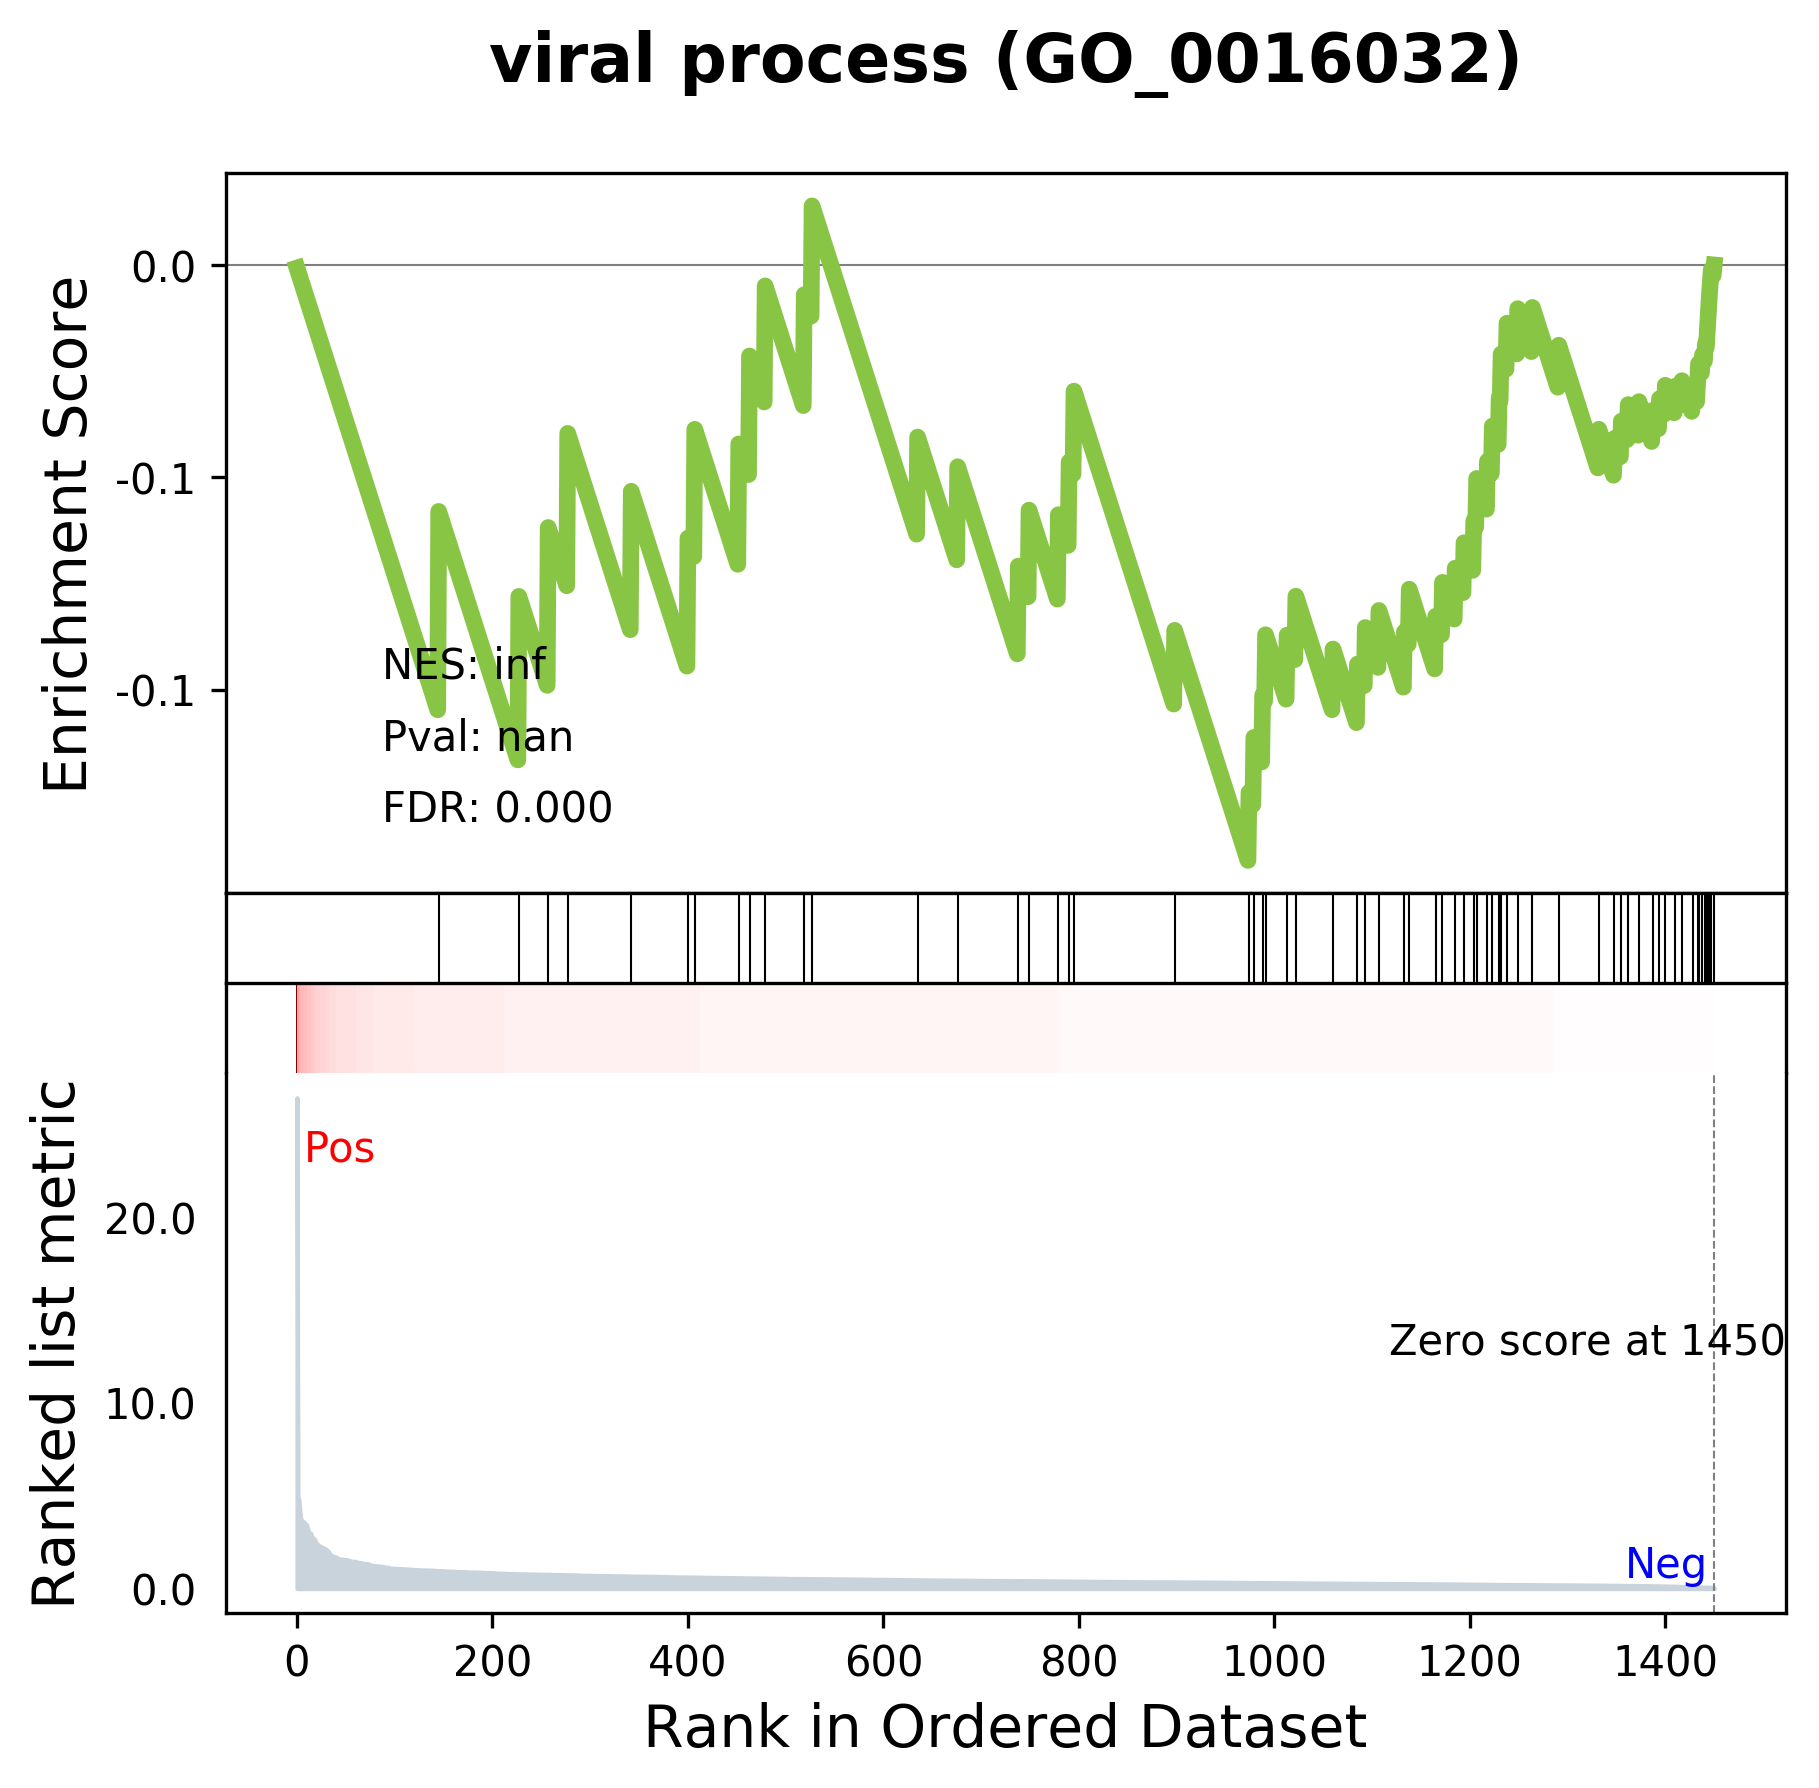 viral process (GO_0016032)
Enrichment Score
0.0
-0.1
-0.1
NES: inf
Pval: nan
FDR: 0.000
Ranked list metric
Pos
20.0
Zero score at 1450
10.0
Neg
0.0
0 200 400 600 800 1000 1200 1400
Rank in Ordered Dataset